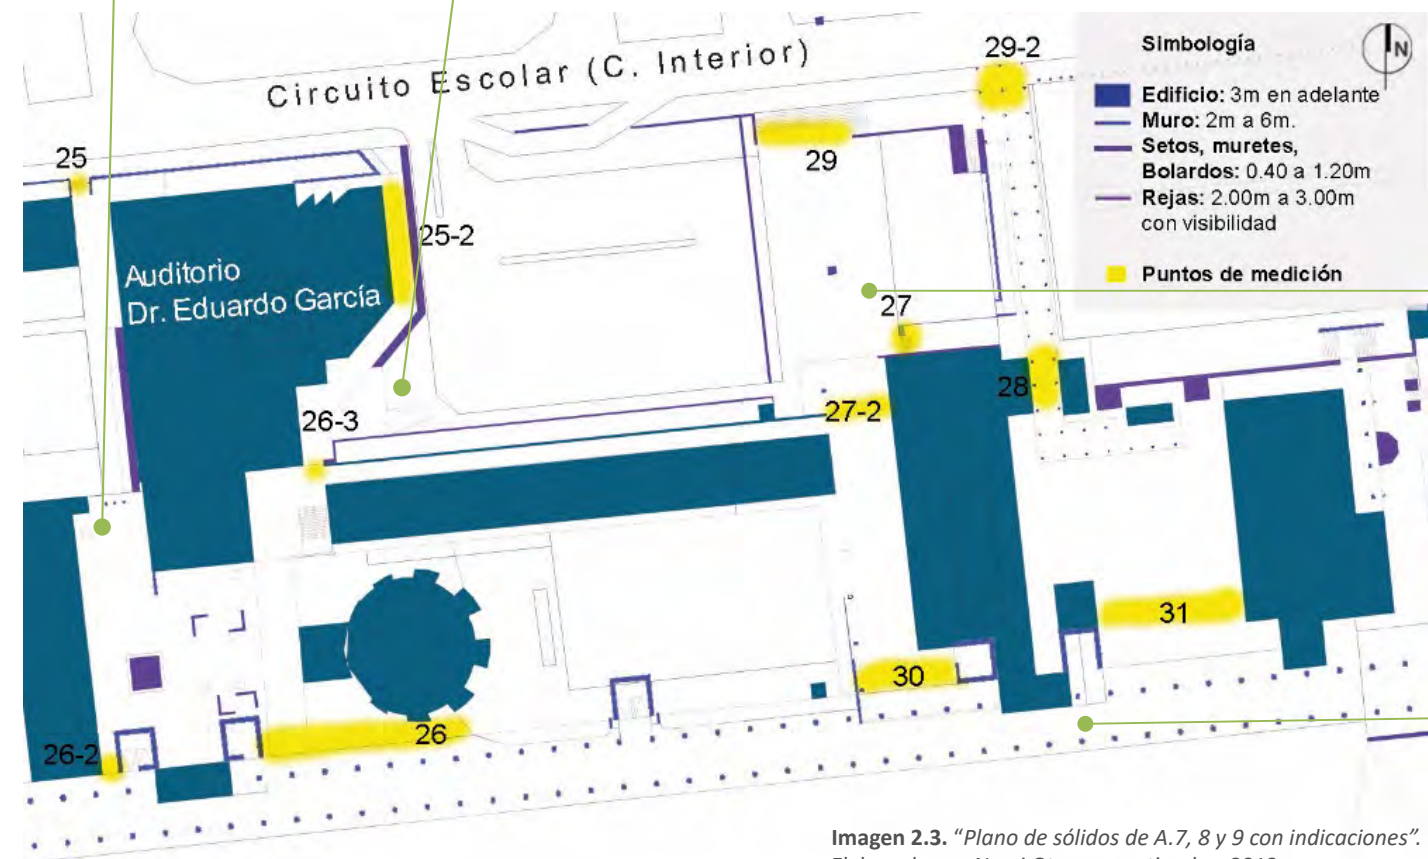 Circuito Escolar (C. Interior)
29-2
Simbología
N
Edificio: 3m en adelante
Muro: 2m a 6m.
Setos, muretes,
Bolardos: 0.40 a 1.20m
Rejas: 2.00m a 3.00m
con visibilidad
Puntos de medición
25
29
25-2
Auditorio
Dr. Eduardo García
27
28
26-3
27-2
31
30
26
26-2
Imagen 2.3. “Plano de sólidos de A.7, 8 y 9 con indicaciones”.